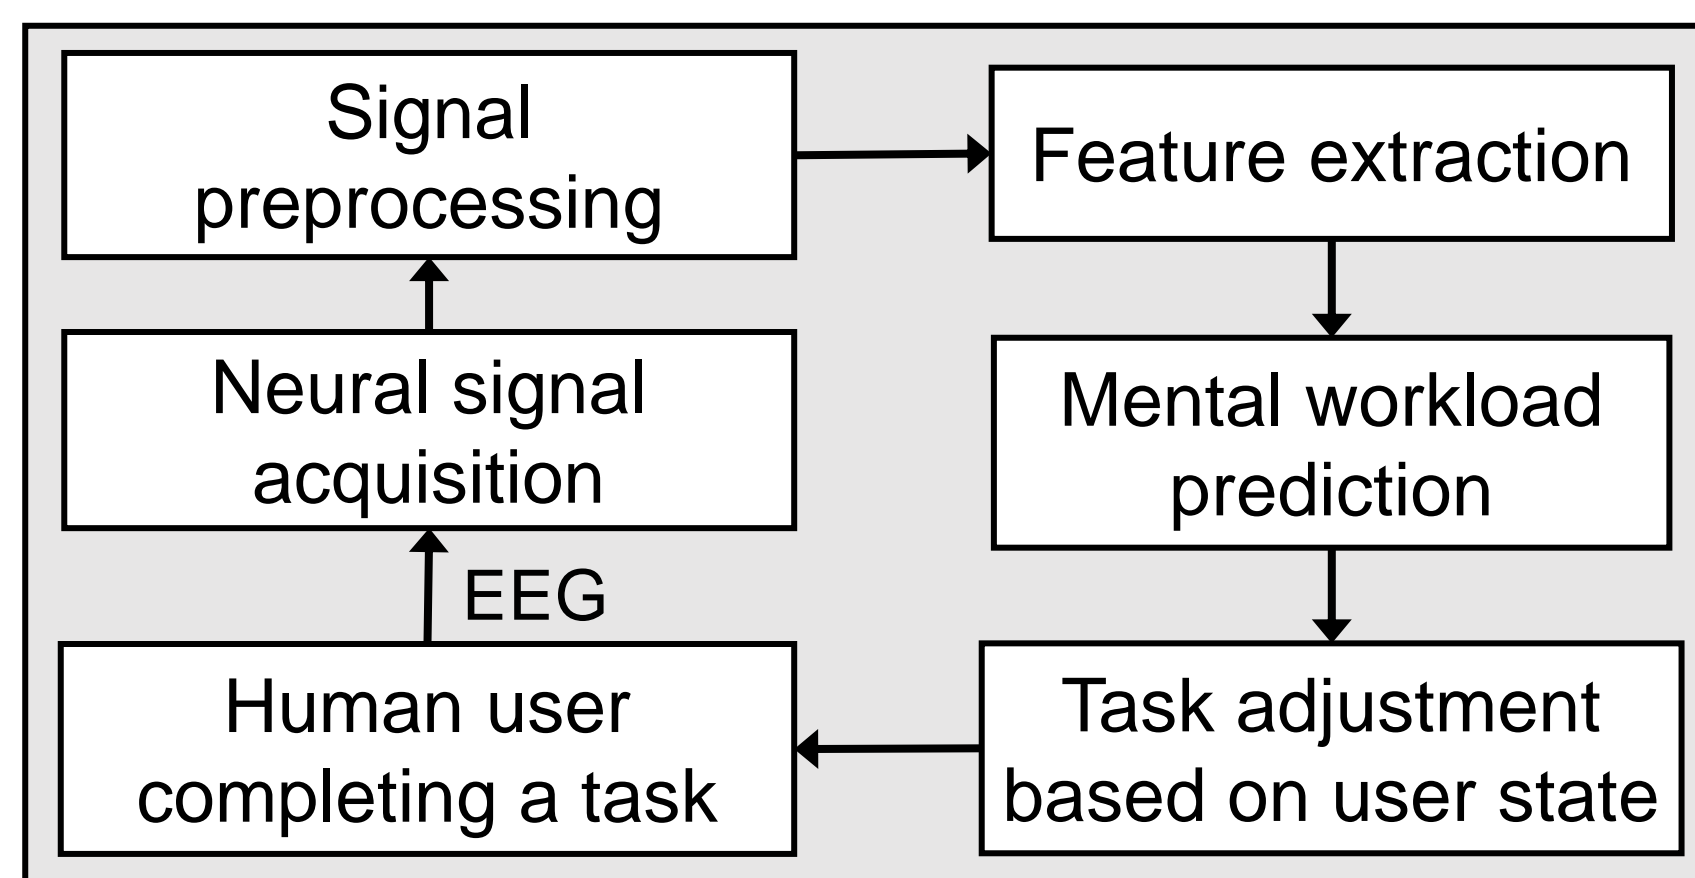 Signal
preprocessing
Feature extraction
Neural signal
acquisition
Mental workload
prediction
EEG
Human user
completing a task
Task adjustment
based on user state